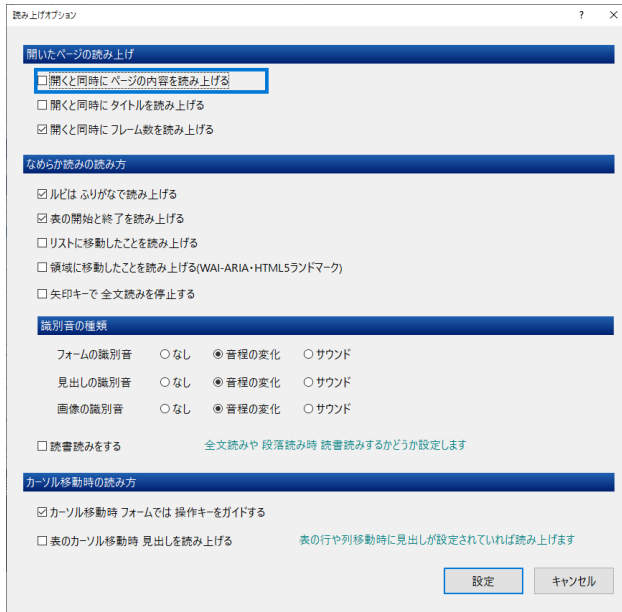 読み上げオプション ? ×
開いたページの読み上げ
開くと同時に ページの内容を読み上げる
開くと同時に タイトルを読み上げる
開くと同時に フレーム数を読み上げる
なめらか読みの読み方
ルビは ふりがなで読み上げる
表の開始と終了を読み上げる
リストに移動したことを読み上げる
領域に移動したことを読み上げる(WAI-ARIA・HTML5ランドマーク)
矢印キーで 全文読みを停止する
識別音の種類
フォームの識別音 なし 音程の変化 サウンド
見出しの識別音 なし 音程の変化 サウンド
画像の識別音 なし 音程の変化 サウンド
読書読みをする 全文読みや 段落読み時 読書読みするかどうか設定します
カーソル移動時の読み方
カーソル移動時 フォームでは 操作キーをガイドする
表のカーソル移動時 見出しを読み上げる 表の行や列移動時に見出しが設定されていれば読み上げます
設定 キャンセル